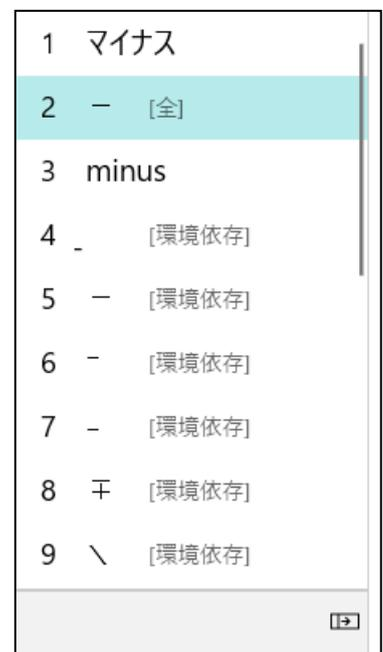 1 マイナス
2 － [全]
3 minus
4 ˗ [環境依存]
5 − [環境依存]
6 ⁻ [環境依存]
7 ₋ [環境依存]
8 ∓ [環境依存]
9 ∖ [環境依存]